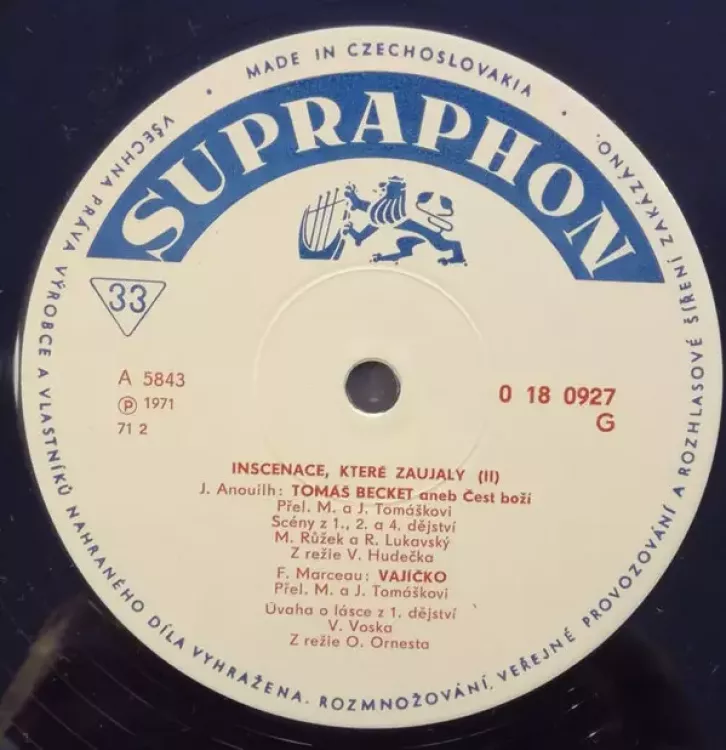 MADE IN CZECHOSLOVAKIA
SUPRAPHON
33
A 5843
Ⓟ 1971
71 2
0 18 0927
G
INSCENACE, KTERÉ ZAUJALY (II)
J. Anouilh: TOMÁS BECKET aneb Čest boží
Přel. M. a J. Tomáškovi
Scény z 1., 2. a 4. dějství
M. Růžek a R. Lukavský
Z režie V. Hudečka
F. Marceau: VAJÍČKO
Přel. M. a J. Tomáškovi
Úvaha o lásce z 1. dějství
V. Voska
Z režie O. Ornesta
VŠECHNA PRÁVA VÝROBCE A VLASTNÍKŮ NAHRANÉHO DÍLA VYHRAŽENA. ROZMNOŽOVÁNÍ, VEŘEJNÉ PROVOZOVÁNÍ A ROZHLASOVÉ ŠÍŘENÍ ZAKÁZÁNO.